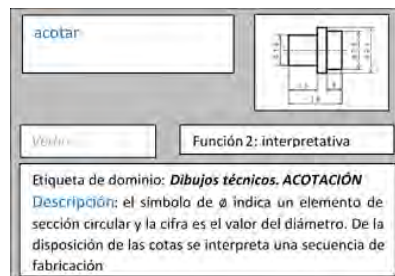 acotar
Verbo
Función 2: interpretativa
Etiqueta de dominio: Dibujos técnicos. ACOTACIÓN
Descripción: el símbolo de ø indica un elemento de
sección circular y la cifra es el valor del diámetro. De la
disposición de las cotas se interpreta una secuencia de
fabricación